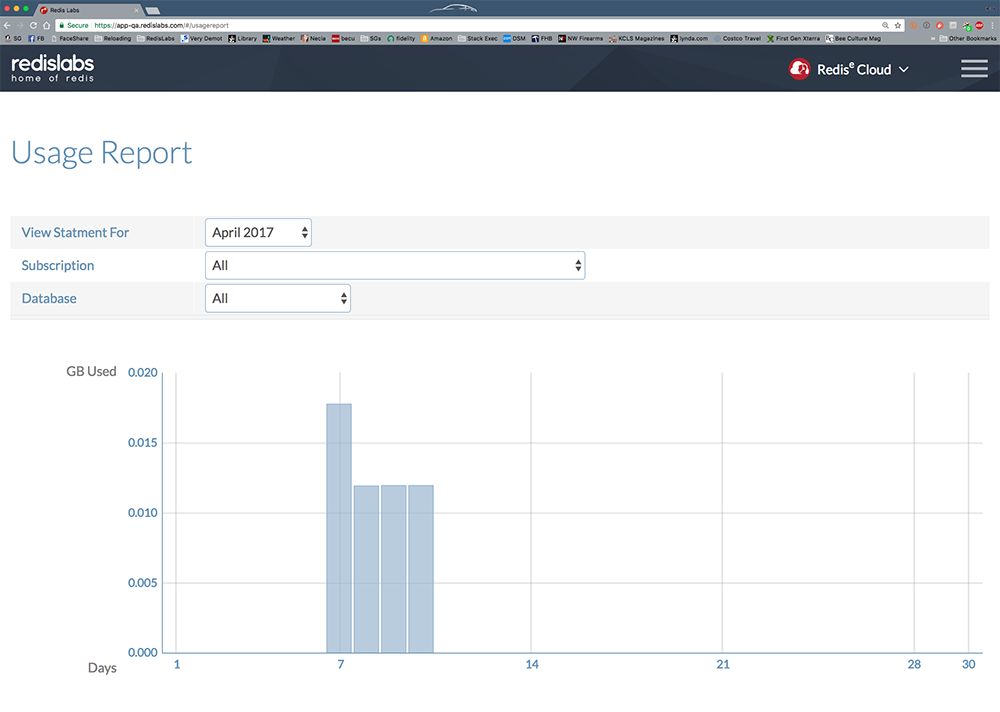 Redis Labs
Secure https://app-qa.redislabs.com/#/usagereport
SG FB FaceShare Reloading RedisLabs Very Demot Library Weather Necia becu SGs fidelity Amazon Stack Exec DSM FHB NW Firearms KCLS Magazines lynda.com Costco Travel First Gen Xterra Bee Culture Mag » Other Bookmarks
redislabs
home of redis
Redisᵉ Cloud
Usage Report
View Statment For April 2017
Subscription All
Database All
GB Used 0.020
0.015
0.010
0.005
0.000
Days 1 7 14 21 28 30